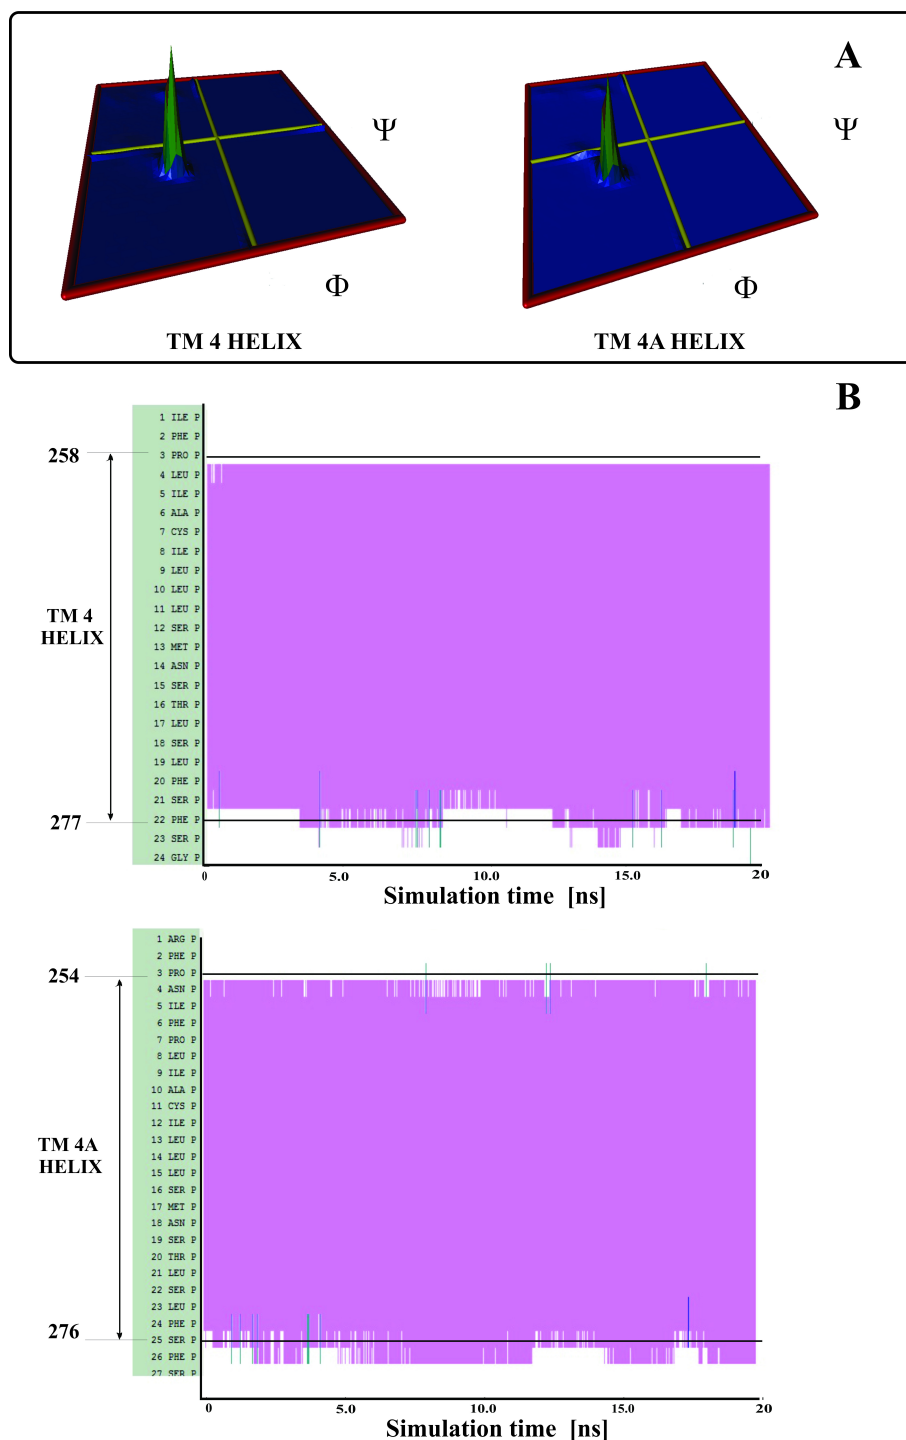 A
Ψ
Ψ
Φ
Φ
TM 4 HELIX
TM 4A HELIX
B
1 ILE P
2 PHE P
258
3 PRO P
4 LEU P
5 ILE P
6 ALA P
7 CYS P
8 ILE P
9 LEU P
10 LEU P
11 LEU P
TM 4
HELIX
12 SER P
13 MET P
14 ASN P
15 SER P
16 THR P
17 LEU P
18 SER P
19 LEU P
20 PHE P
21 SER P
277
22 PHE P
23 SER P
24 GLY P
0 5.0 10.0 15.0 20
Simulation time [ns]
1 ARG P
2 PHE P
254
3 PRO P
4 ASN P
5 ILE P
6 PHE P
7 PRO P
8 LEU P
9 ILE P
10 ALA P
11 CYS P
12 ILE P
13 LEU P
TM 4A
HELIX
14 LEU P
15 LEU P
16 SER P
17 MET P
18 ASN P
19 SER P
20 THR P
21 LEU P
22 SER P
23 LEU P
24 PHE P
276
25 SER P
26 PHE P
27 SER P
0 5.0 10.0 15.0 20
Simulation time [ns]